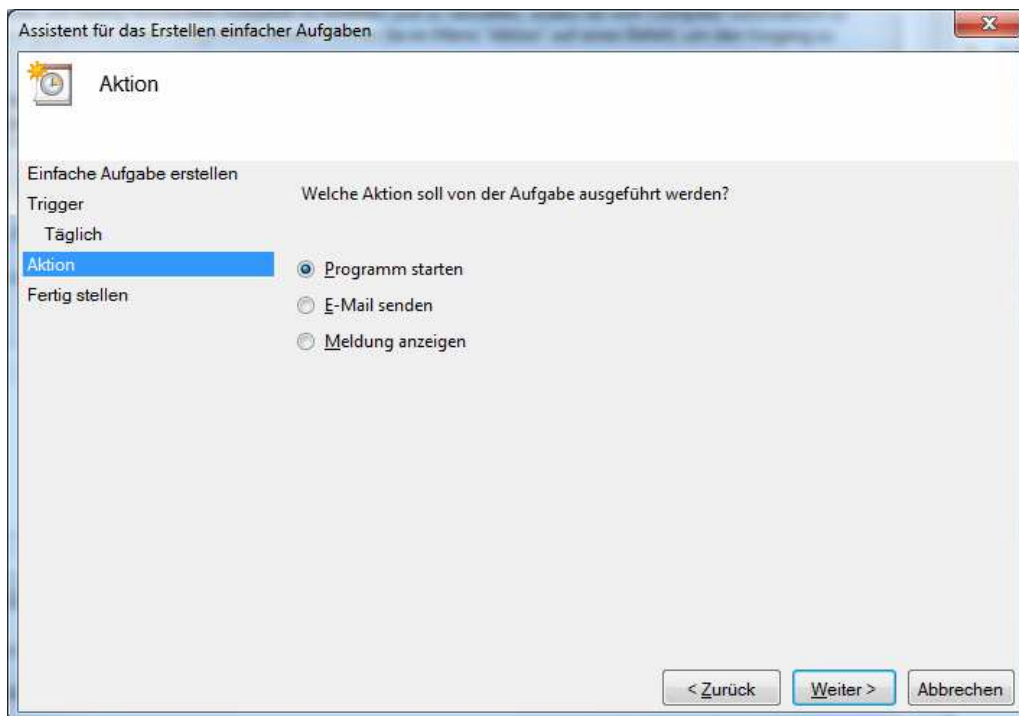 Assistent für das Erstellen einfacher Aufgaben
Aktion
Einfache Aufgabe erstellen
Trigger
Täglich
Aktion
Fertig stellen
Welche Aktion soll von der Aufgabe ausgeführt werden?
Programm starten
E-Mail senden
Meldung anzeigen
< Zurück
Weiter >
Abbrechen